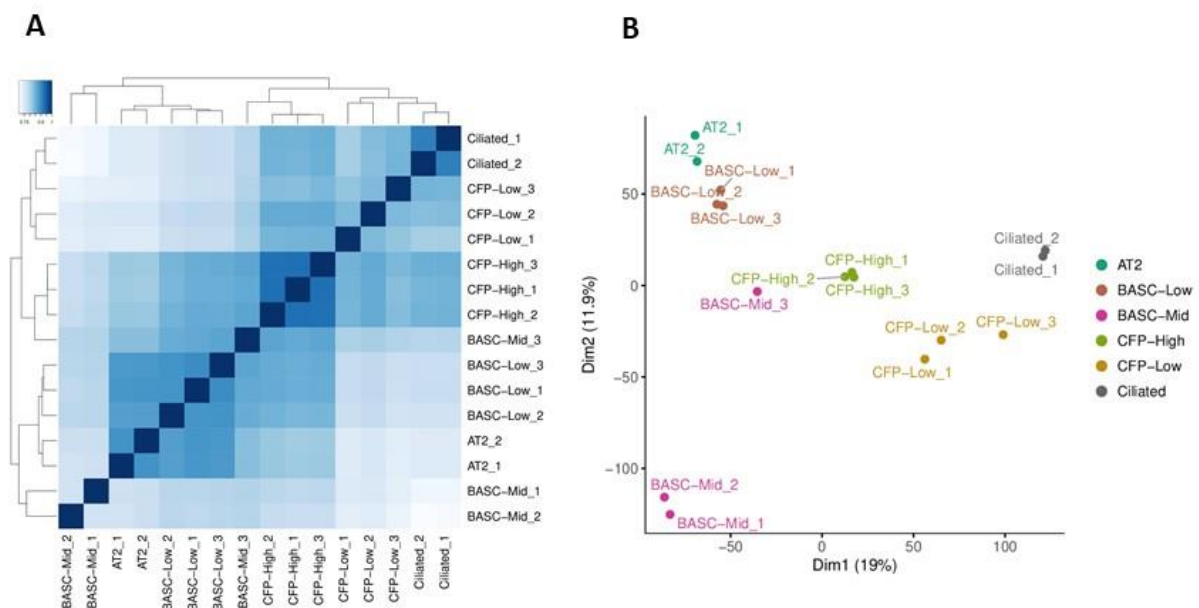 A
B
Ciliated_1
Ciliated_2
CFP-Low_3
CFP-Low_2
CFP-Low_1
CFP-High_3
CFP-High_1
CFP-High_2
BASC-Mid_3
BASC-Low_3
BASC-Low_1
BASC-Low_2
AT2_2
AT2_1
BASC-Mid_1
BASC-Mid_2
BASC-Mid_2
BASC-Mid_1
AT2_1
AT2_2
BASC-Low_2
BASC-Low_1
BASC-Low_3
BASC-Mid_3
CFP-High_2
CFP-High_1
CFP-High_3
CFP-Low_1
CFP-Low_2
CFP-Low_3
Ciliated_2
Ciliated_1
Dim2 (11.9%)
50
0
−50
−100
AT2_1
AT2_2
BASC-Low_1
BASC-Low_2
BASC-Low_3
Ciliated_2
Ciliated_1
CFP-High_1
CFP-High_2
CFP-High_3
BASC-Mid_3
CFP-Low_2
CFP-Low_3
CFP-Low_1
BASC-Mid_2
BASC-Mid_1
−50
0
50
100
Dim1 (19%)
AT2
BASC-Low
BASC-Mid
CFP-High
CFP-Low
Ciliated